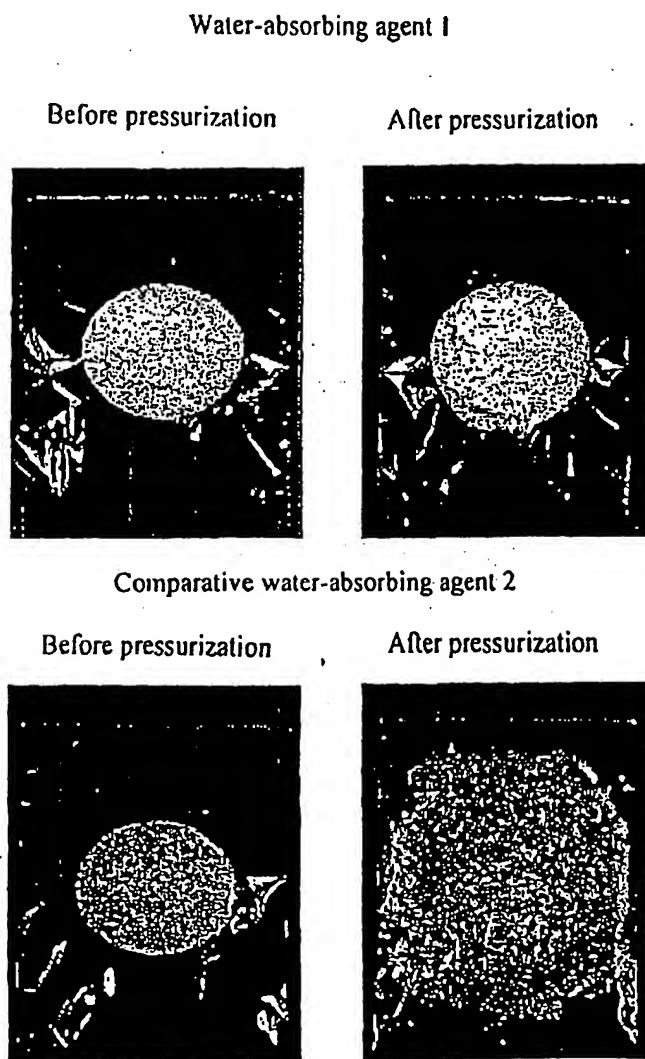 Water-absorbing agent 1
Before pressurization After pressurization
Comparative water-absorbing agent 2
Before pressurization After pressurization